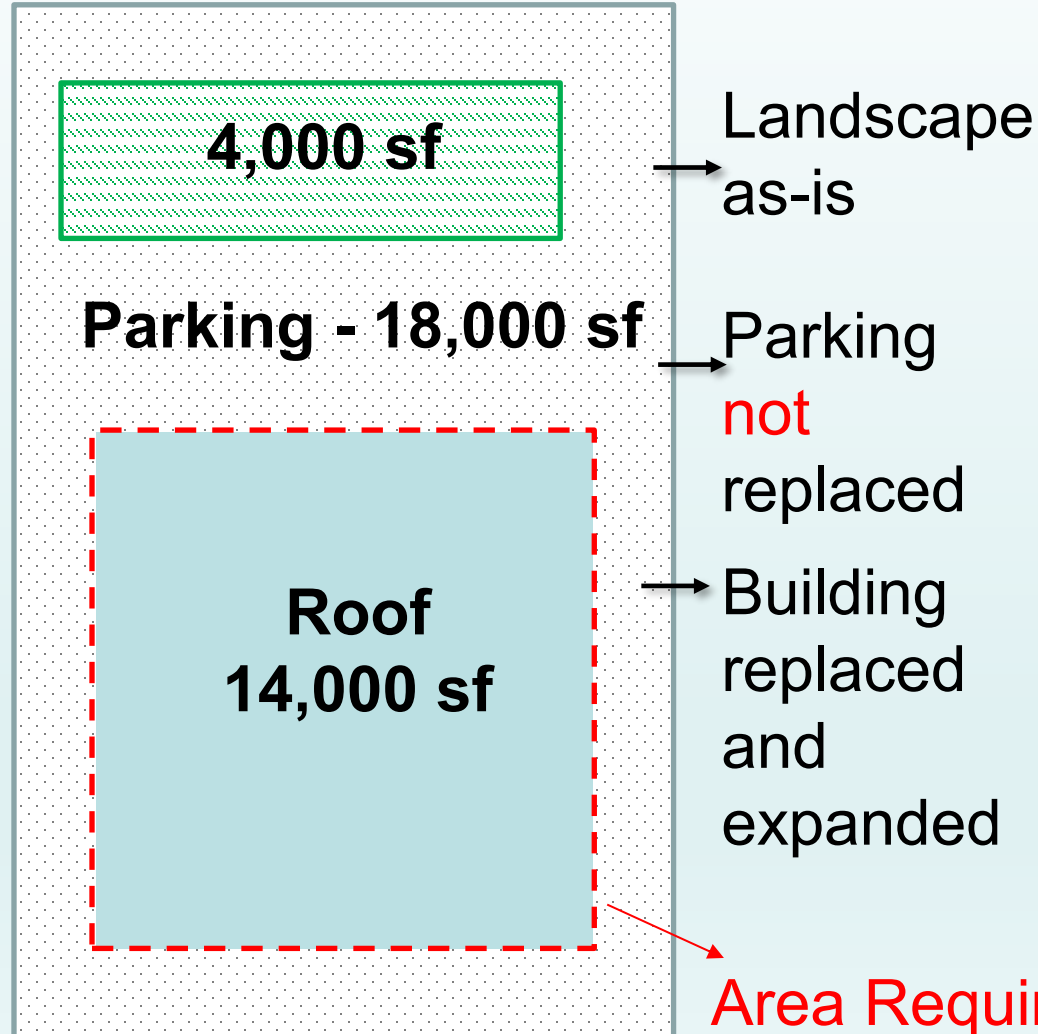 4,000 sf
Landscape
as-is
Parking - 18,000 sf
Parking
not
replaced
Roof
14,000 sf
Building
replaced
and
expanded
Area